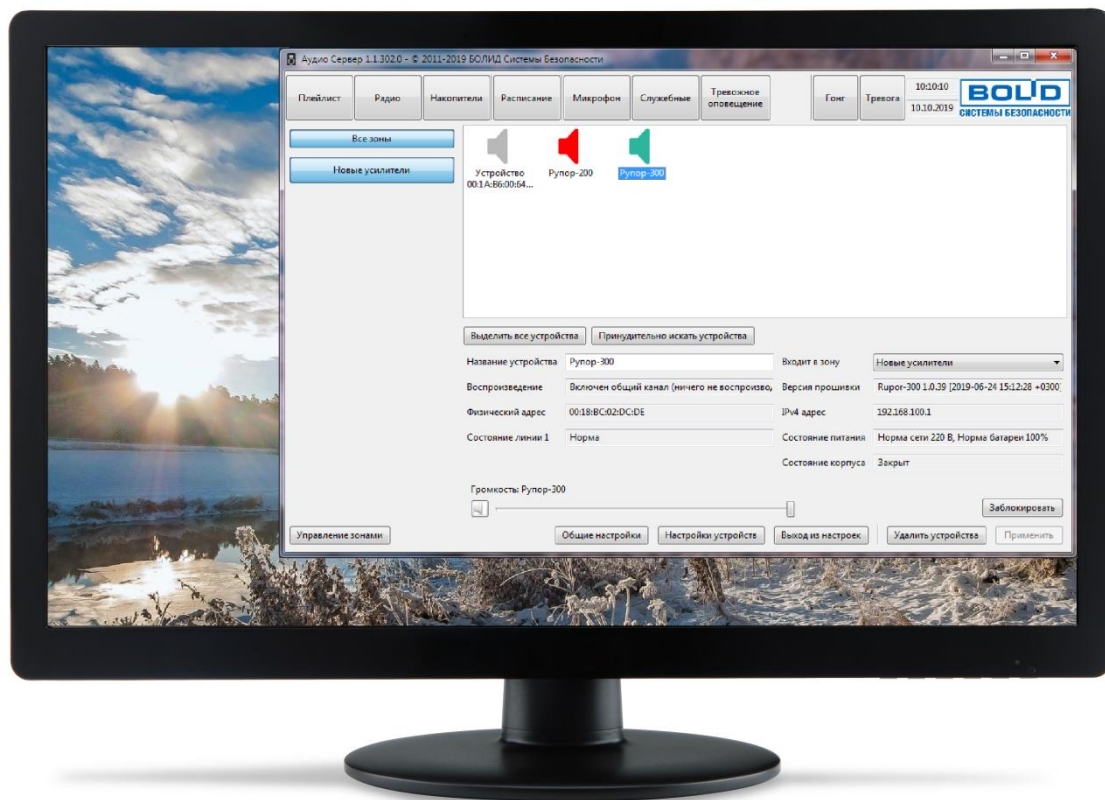 Аудио Сервер 1.1.302.0 - © 2011-2019 БОЛИД Системы Безопасности
Плейлист
Радио
Накопители
Расписание
Микрофон
Служебные
Тревожное
оповещение
Гонг
Тревога
10:10:10
10.10.2019
BOLID
СИСТЕМЫ БЕЗОПАСНОСТИ
Все зоны
Новые усилители
Устройство
00:1A:B6:00:64...
Рупор-200
Рупор-300
Выделить все устройства
Принудительно искать устройства
Название устройства
Рупор-300
Входит в зону
Новые усилители
Воспроизведение
Включен общий канал (ничего не воспроизво,
Версия прошивки
Rupor-300 1.0.39 [2019-06-24 15:12:28 +0300]
Физический адрес
00:18:BC:02:DC:DE
IPv4 адрес
192.168.100.1
Состояние линии 1
Норма
Состояние питания
Норма сети 220 В, Норма батареи 100%
Состояние корпуса
Закрыт
Громкость: Рупор-300
Заблокировать
Управление зонами
Общие настройки
Настройки устройств
Выход из настроек
Удалить устройства
Применить